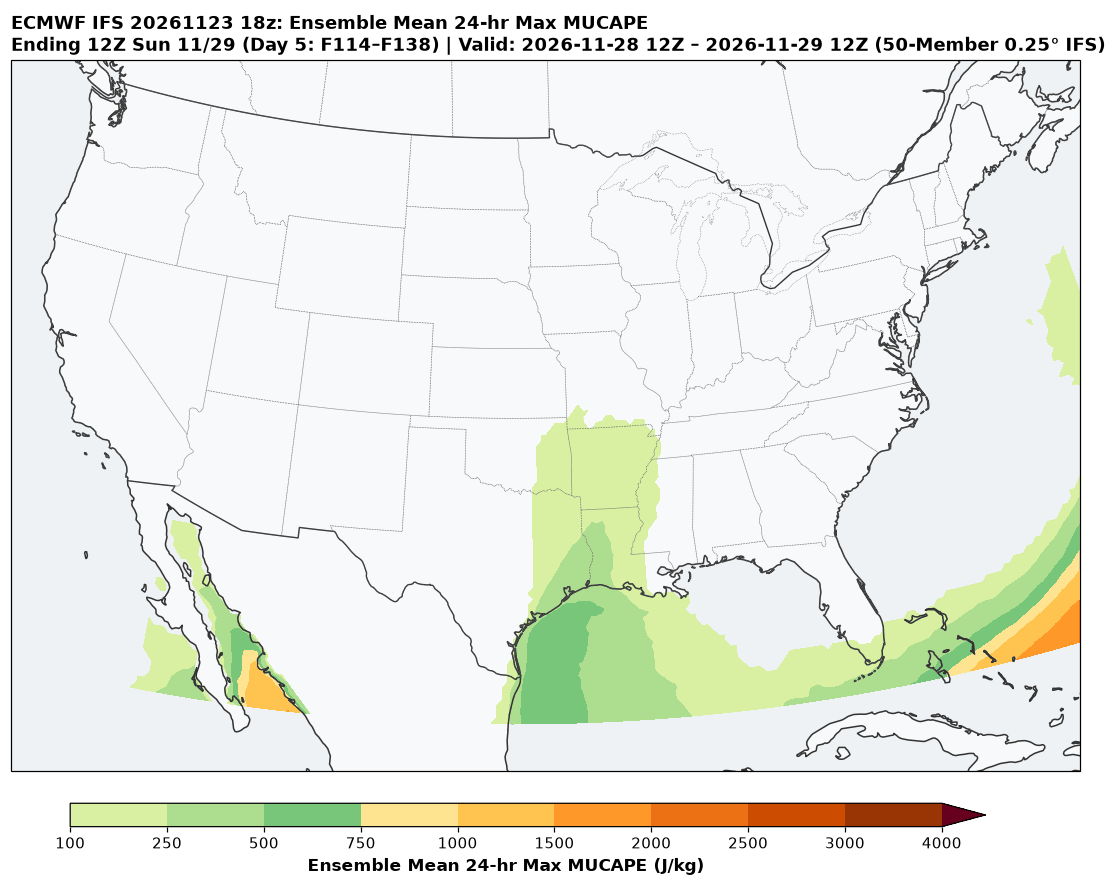 ECMWF IFS 20261123 18z: Ensemble Mean 24-hr Max MUCAPE
Ending 12Z Sun 11/29 (Day 5: F114–F138) | Valid: 2026-11-28 12Z – 2026-11-29 12Z (50-Member 0.25° IFS)
100 250 500 750 1000 1500 2000 2500 3000 4000
Ensemble Mean 24-hr Max MUCAPE (J/kg)